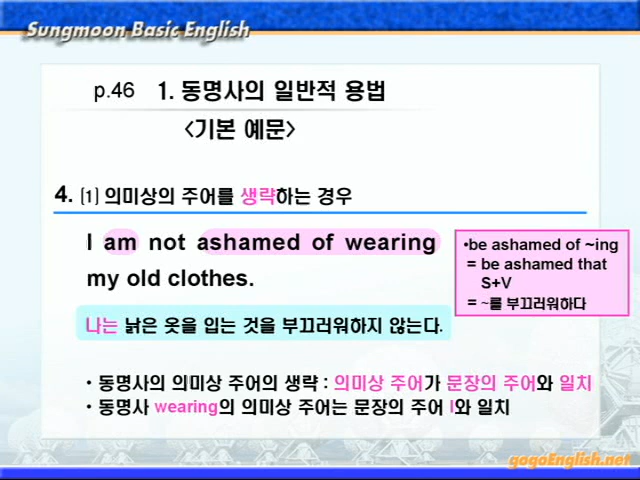 Sungmoon Basic English
p.46 1. 동명사의 일반적 용법
<기본 예문>
4. (1) 의미상의 주어를 생략하는 경우
I am not ashamed of wearing
my old clothes.
•be ashamed of ~ing
= be ashamed that
S+V
= ~를 부끄러워하다
나는 낡은 옷을 입는 것을 부끄러워하지 않는다.
• 동명사의 의미상 주어의 생략 : 의미상 주어가 문장의 주어와 일치
• 동명사 wearing의 의미상 주어는 문장의 주어 I와 일치
gogoEnglish.net